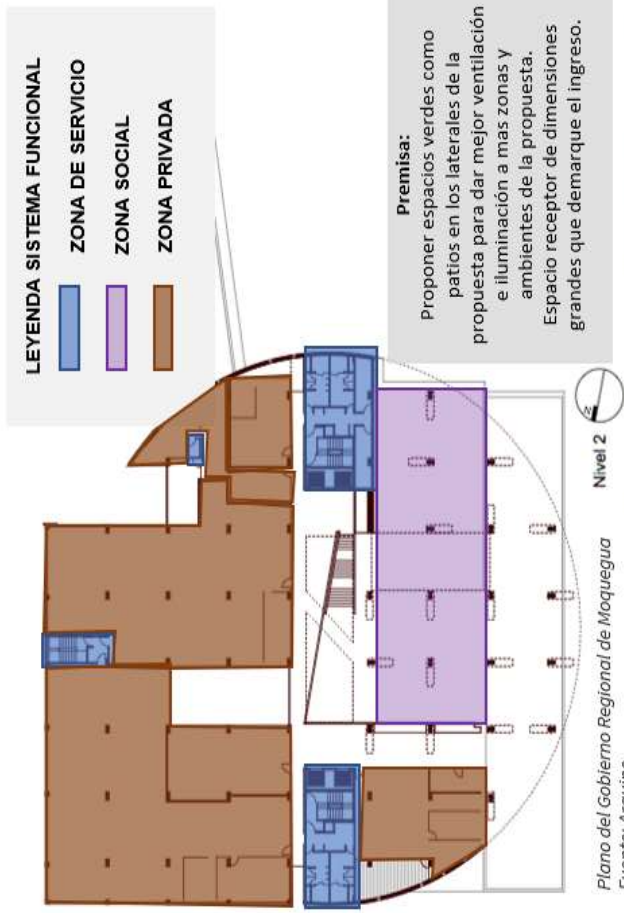 LEYENDA SISTEMA FUNCIONAL
ZONA DE SERVICIO
ZONA SOCIAL
ZONA PRIVADA
Premisa:
Proponer espacios verdes como
patios en los laterales de la
propuesta para dar mejor ventilación
e iluminación a mas zonas y
ambientes de la propuesta.
Espacio receptor de dimensiones
grandes que demarque el ingreso.
N
Nivel 2
Plano del Gobierno Regional de Moquegua
Fuente: Arquine